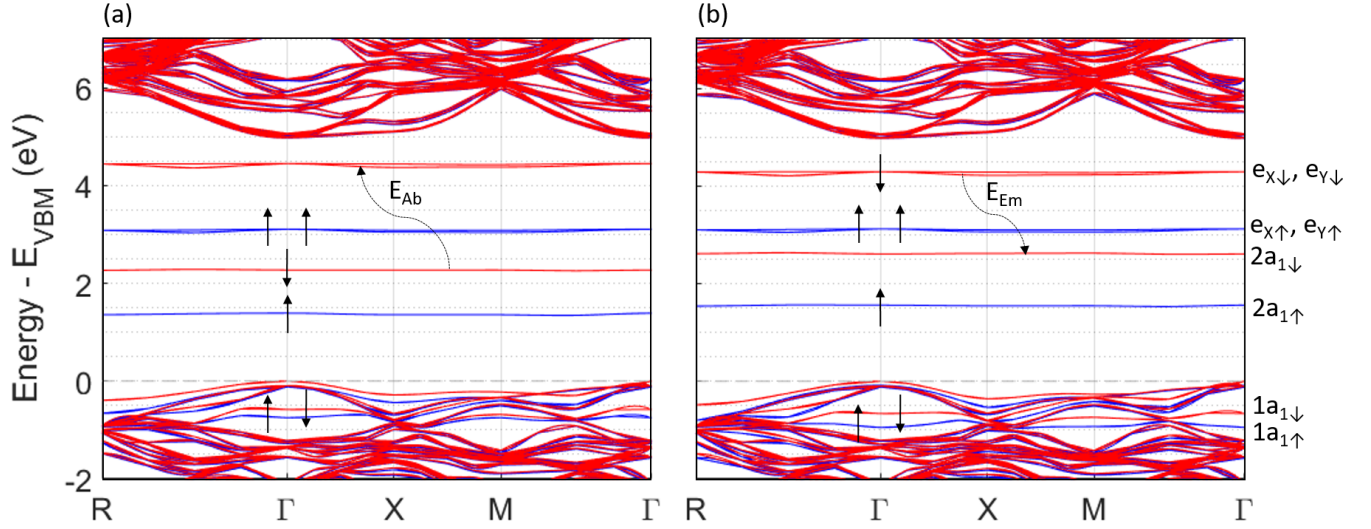 (a)
(b)
Energy - E_VBM (eV)
6
4
2
0
-2
E_Ab
E_Em
e_X↓, e_Y↓
e_X↑, e_Y↑
2a_1↓
2a_1↑
1a_1↓
1a_1↑
R Γ X M Γ
R Γ X M Γ